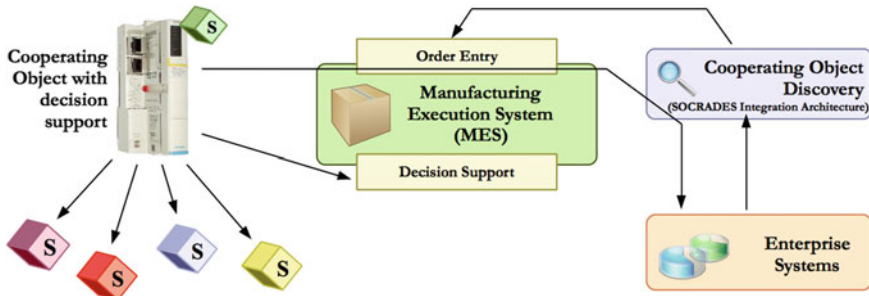 S
Cooperating
Object with
decision
support
Order Entry
Manufacturing
Execution System
(MES)
Decision Support
Cooperating Object
Discovery
(SOCRADES Integration Architecture)
Enterprise
Systems
S
S
S
S